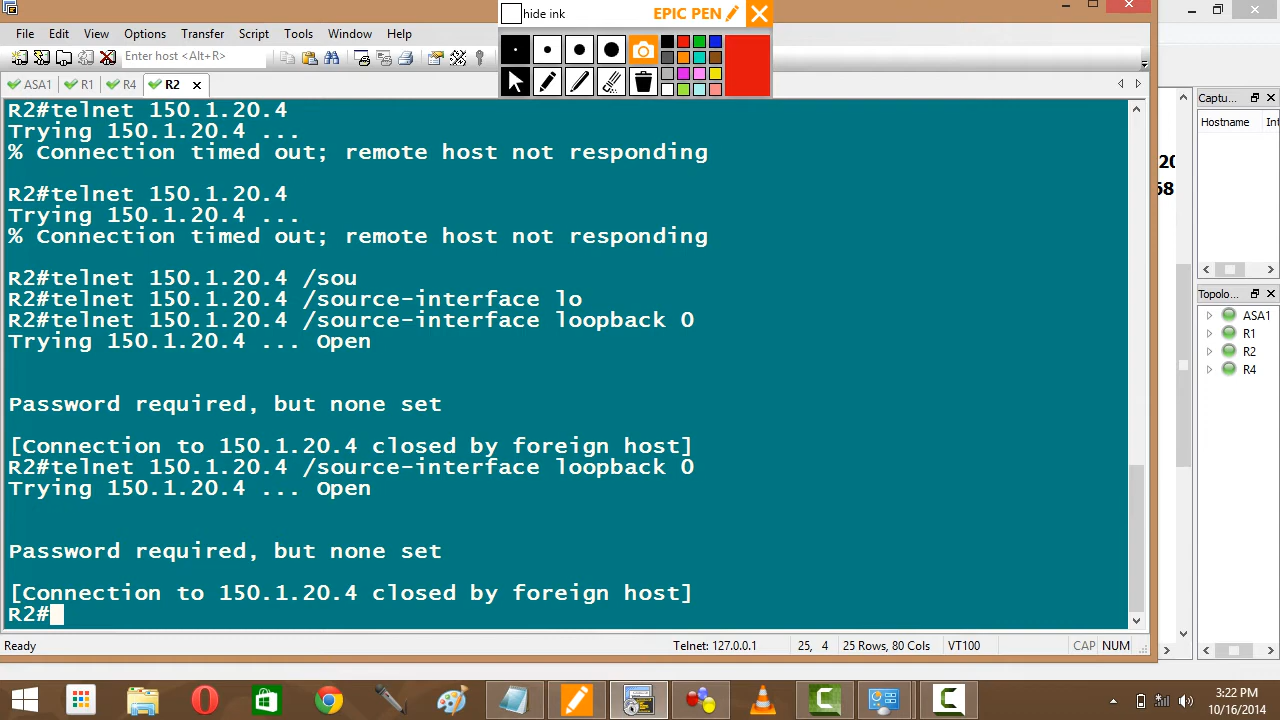 hide ink
EPIC PEN
File Edit View Options Transfer Script Tools Window Help
Enter host <Alt+R>
ASA1 R1 R4 R2
R2#telnet 150.1.20.4
Trying 150.1.20.4 ...
% Connection timed out; remote host not responding
R2#telnet 150.1.20.4
Trying 150.1.20.4 ...
% Connection timed out; remote host not responding
R2#telnet 150.1.20.4 /sou
R2#telnet 150.1.20.4 /source-interface lo
R2#telnet 150.1.20.4 /source-interface loopback 0
Trying 150.1.20.4 ... Open
Password required, but none set
[Connection to 150.1.20.4 closed by foreign host]
R2#telnet 150.1.20.4 /source-interface loopback 0
Trying 150.1.20.4 ... Open
Password required, but none set
[Connection to 150.1.20.4 closed by foreign host]
R2#
Ready
Telnet: 127.0.0.1 25, 4 25 Rows, 80 Cols VT100 CAP NUM
20
68
Captu...
Hostname Int
Topolo...
ASA1
R1
R2
R4
3:22 PM
10/16/2014